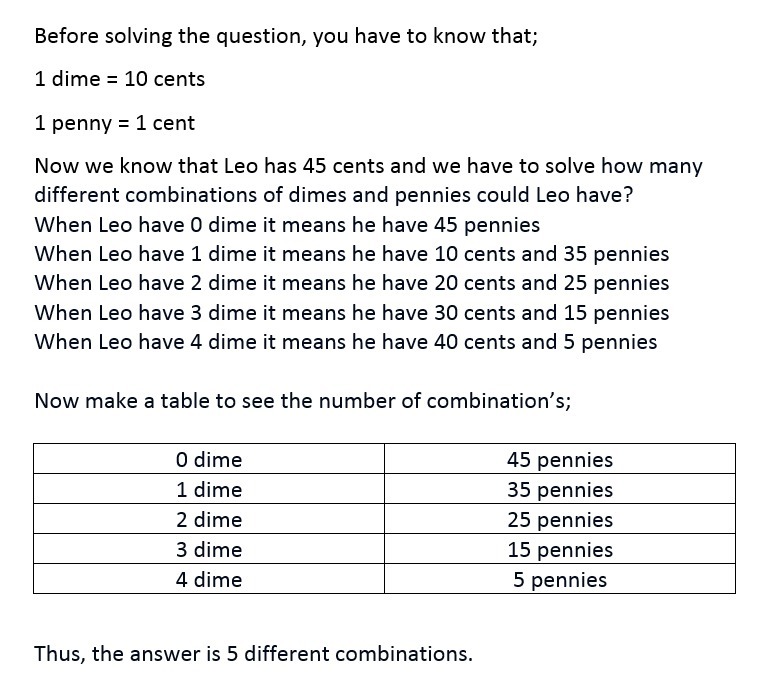 Before solving the question, you have to know that;
1 dime = 10 cents
1 penny = 1 cent
Now we know that Leo has 45 cents and we have to solve how many
different combinations of dimes and pennies could Leo have?
When Leo have 0 dime it means he have 45 pennies
When Leo have 1 dime it means he have 10 cents and 35 pennies
When Leo have 2 dime it means he have 20 cents and 25 pennies
When Leo have 3 dime it means he have 30 cents and 15 pennies
When Leo have 4 dime it means he have 40 cents and 5 pennies
Now make a table to see the number of combination’s;
0 dime 45 pennies
1 dime 35 pennies
2 dime 25 pennies
3 dime 15 pennies
4 dime 5 pennies
Thus, the answer is 5 different combinations.